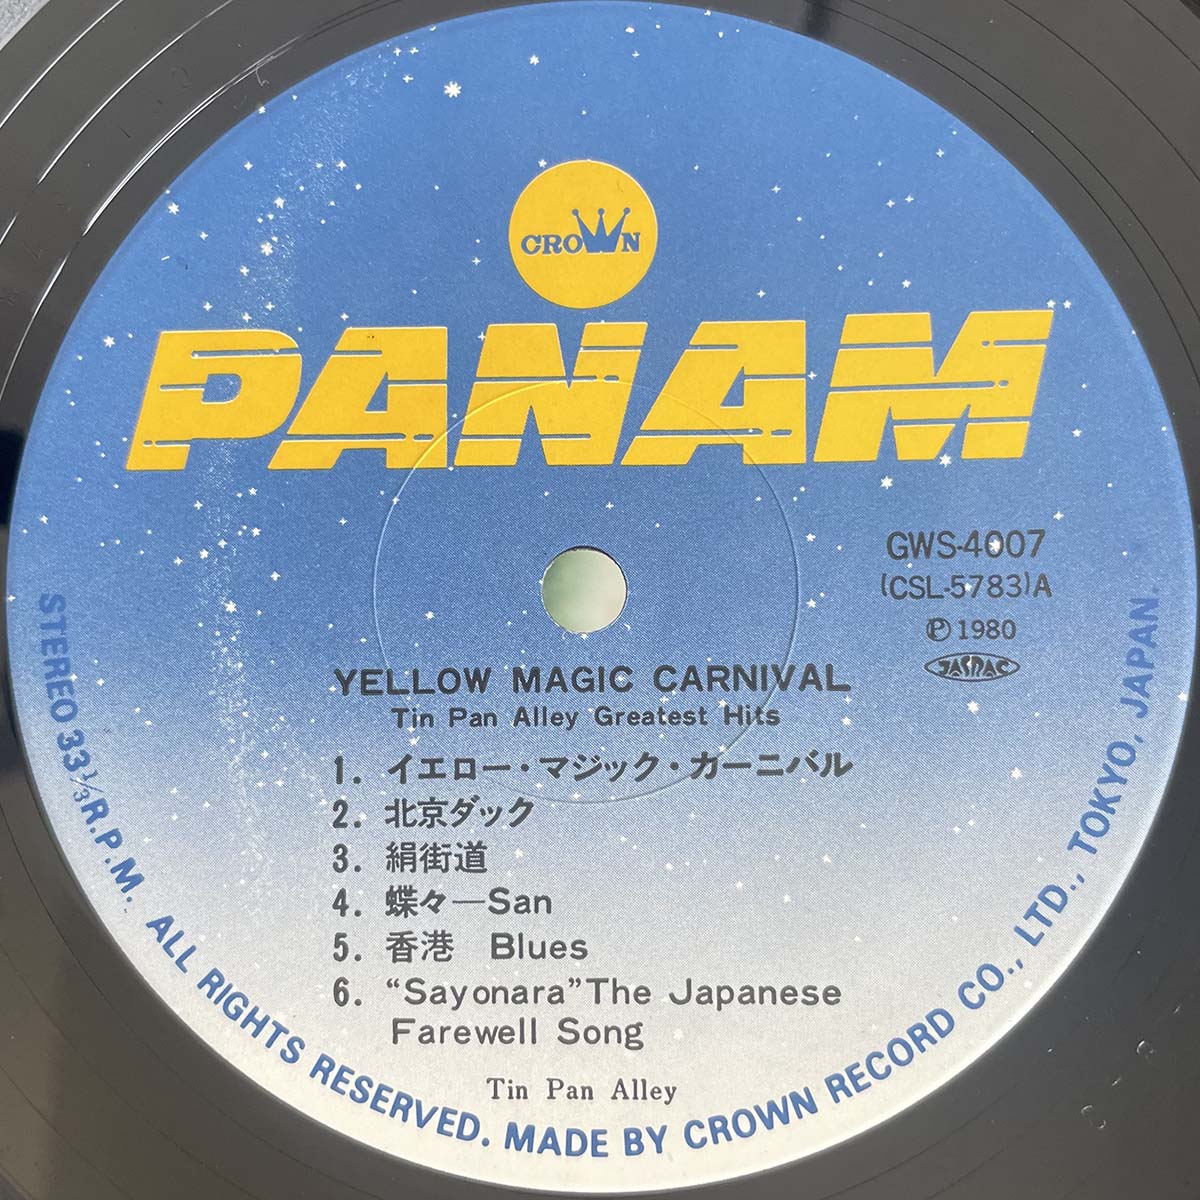 CROWN
PANAM
GWS-4007
(CSL-5783)A
Ⓟ1980
JASRAC
YELLOW MAGIC CARNIVAL
Tin Pan Alley Greatest Hits
1. イエロー・マジック・カーニバル
2. 北京ダック
3. 絹街道
4. 蝶々—San
5. 香港 Blues
6. “Sayonara” The Japanese
Farewell Song
Tin Pan Alley
STEREO 33⅓ R.P.M. ALL RIGHTS RESERVED. MADE BY CROWN RECORD CO., LTD., TOKYO, JAPAN.